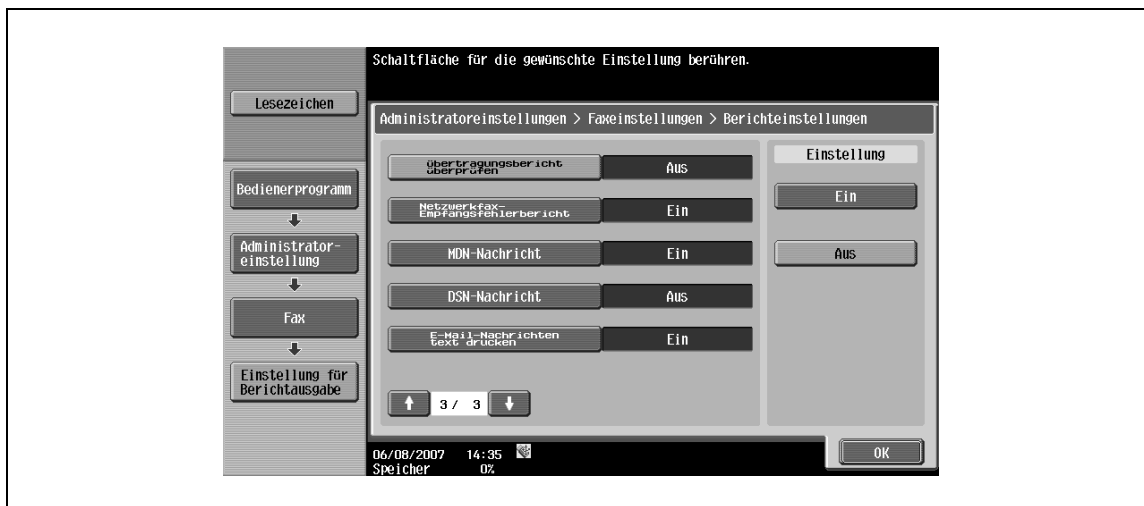 Schaltfläche für die gewünschte Einstellung berühren.
Lesezeichen
Administratoreinstellungen > Faxeinstellungen > Berichteinstellungen
Bedienerprogramm
Administrator-
einstellung
Fax
Einstellung für
Berichtausgabe
Übertragungsbericht
überprüfen
Aus
Netzwerkfax-
Empfangsfehlerbericht
Ein
MDN-Nachricht
Ein
DSN-Nachricht
Aus
E-Mail-Nachrichten
text drucken
Ein
3/ 3
Einstellung
Ein
Aus
06/08/2007 14:35
Speicher 0%
OK